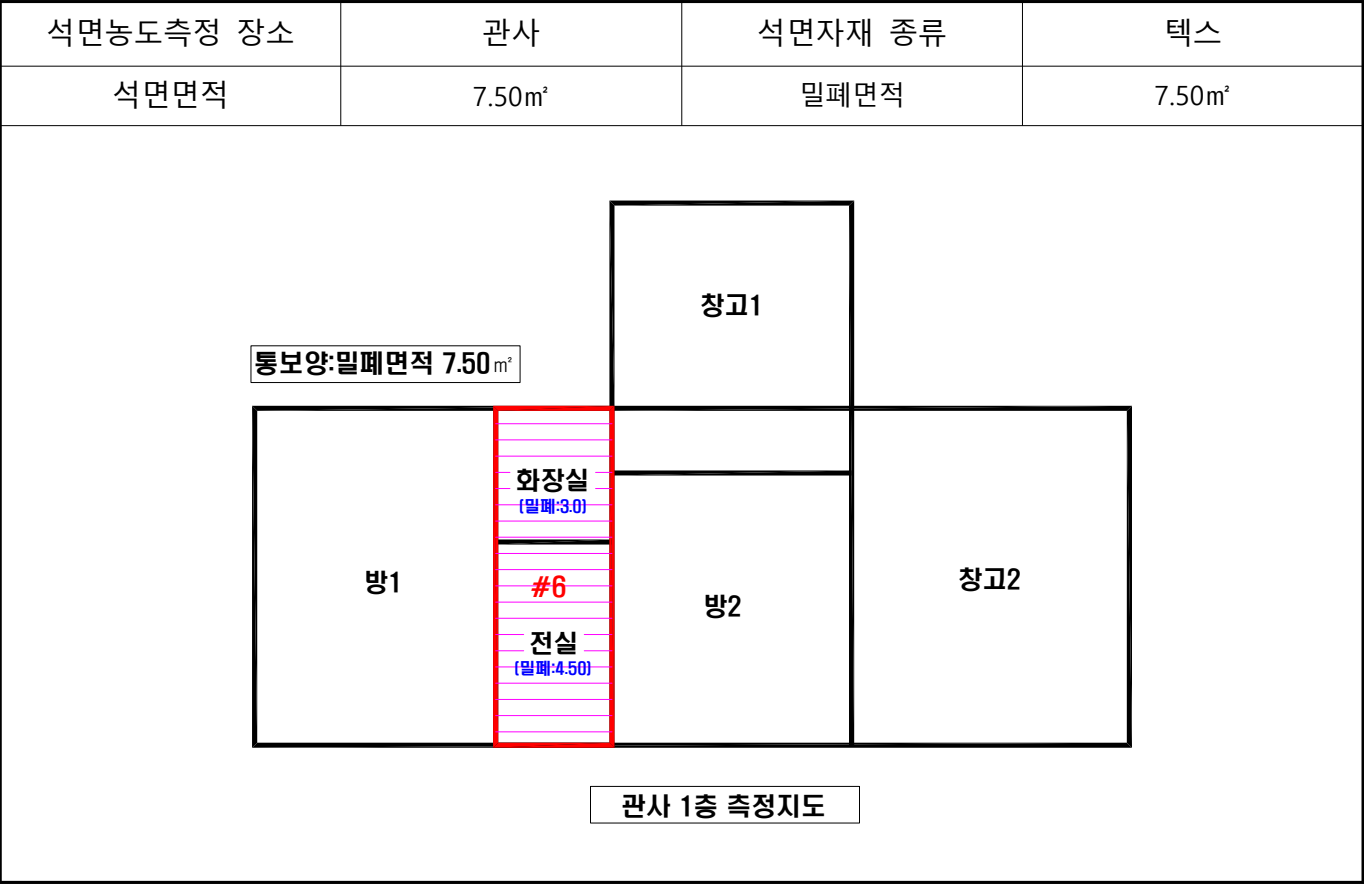 석면농도측정 장소 관사 석면자재 종류 텍스
석면면적 7.50㎡ 밀폐면적 7.50㎡
창고1
통보양:밀폐면적 7.50㎡
화장실
(밀폐:3.0)
방1
#6
창고2
방2
전실
(밀폐:4.50)
관사 1층 측정지도